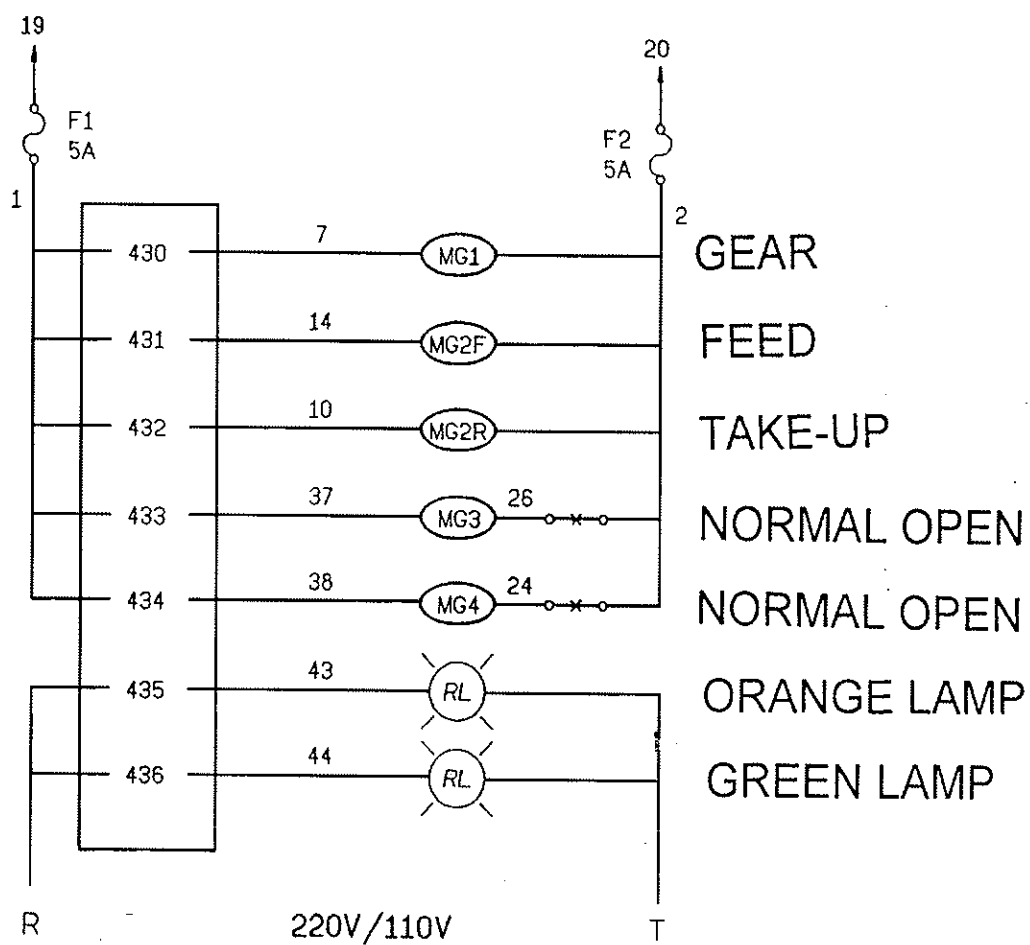 19
20
F1
5A
F2
5A
1
2
430 7 MG1 GEAR
431 14 MG2F FEED
432 10 MG2R TAKE-UP
433 37 MG3 26 NORMAL OPEN
434 38 MG4 24 NORMAL OPEN
435 43 RL ORANGE LAMP
436 44 RL GREEN LAMP
R 220V/110V T